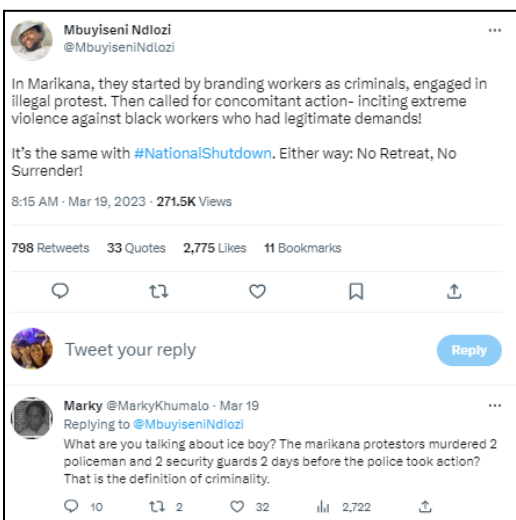 Mbuyiseni Ndlozi
@MbuyiseniNdlozi
In Marikana, they started by branding workers as criminals, engaged in
illegal protest. Then called for concomitant action- inciting extreme
violence against black workers who had legitimate demands!
It's the same with #NationalShutdown. Either way: No Retreat, No
Surrender!
8:15 AM · Mar 19, 2023 · 271.5K Views
798 Retweets 33 Quotes 2,775 Likes 11 Bookmarks
Tweet your reply
Reply
Marky @MarkyKhumalo · Mar 19
Replying to @MbuyiseniNdlozi
What are you talking about ice boy? The marikana protestors murdered 2
policeman and 2 security guards 2 days before the police took action?
That is the definition of criminality.
10 2 32 2,722